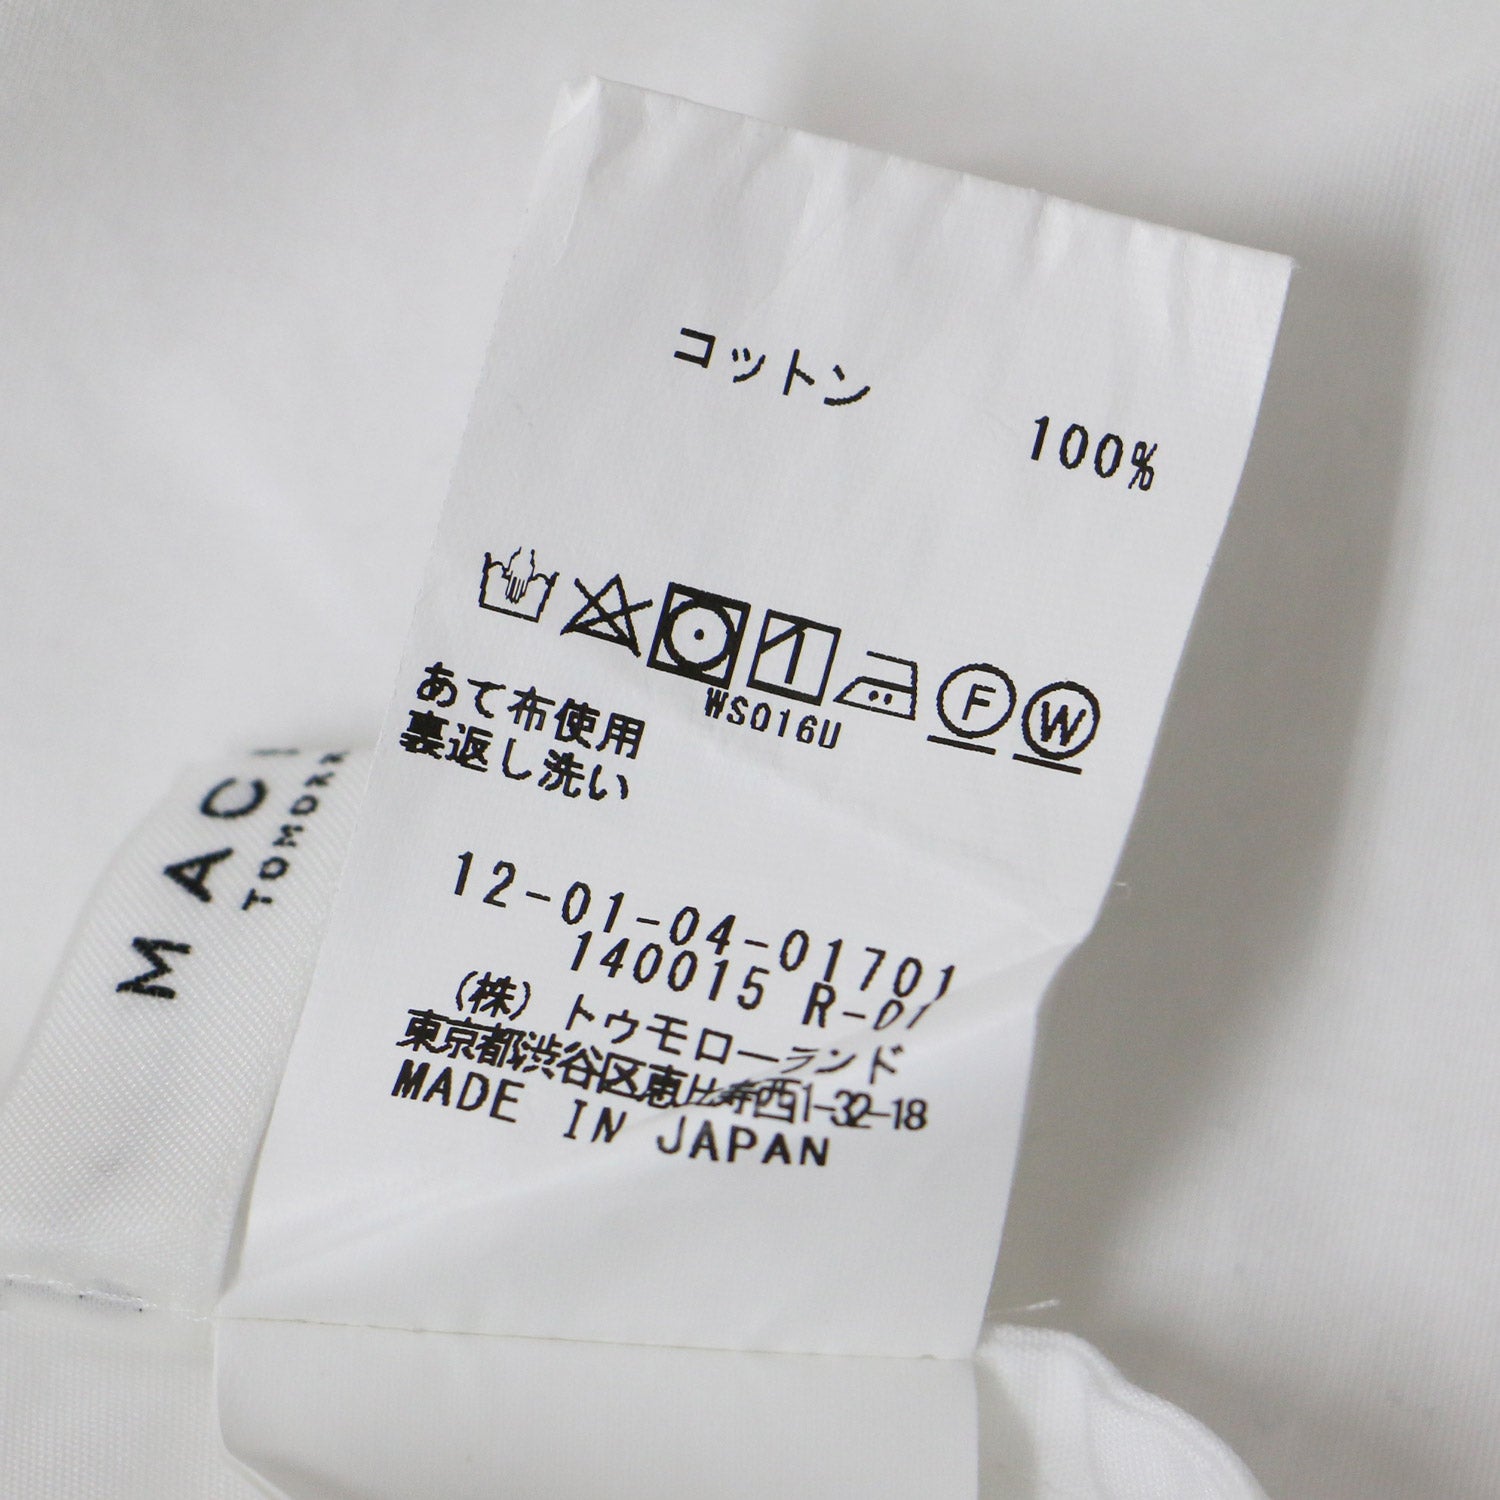 コットン
100%
F
W
WS016U
あて布使用
裏返し洗い
12-01-04-01701
140015 R-01
(株)トゥモローランド
東京都渋谷区恵比寿西1-32-18
MADE IN JAPAN